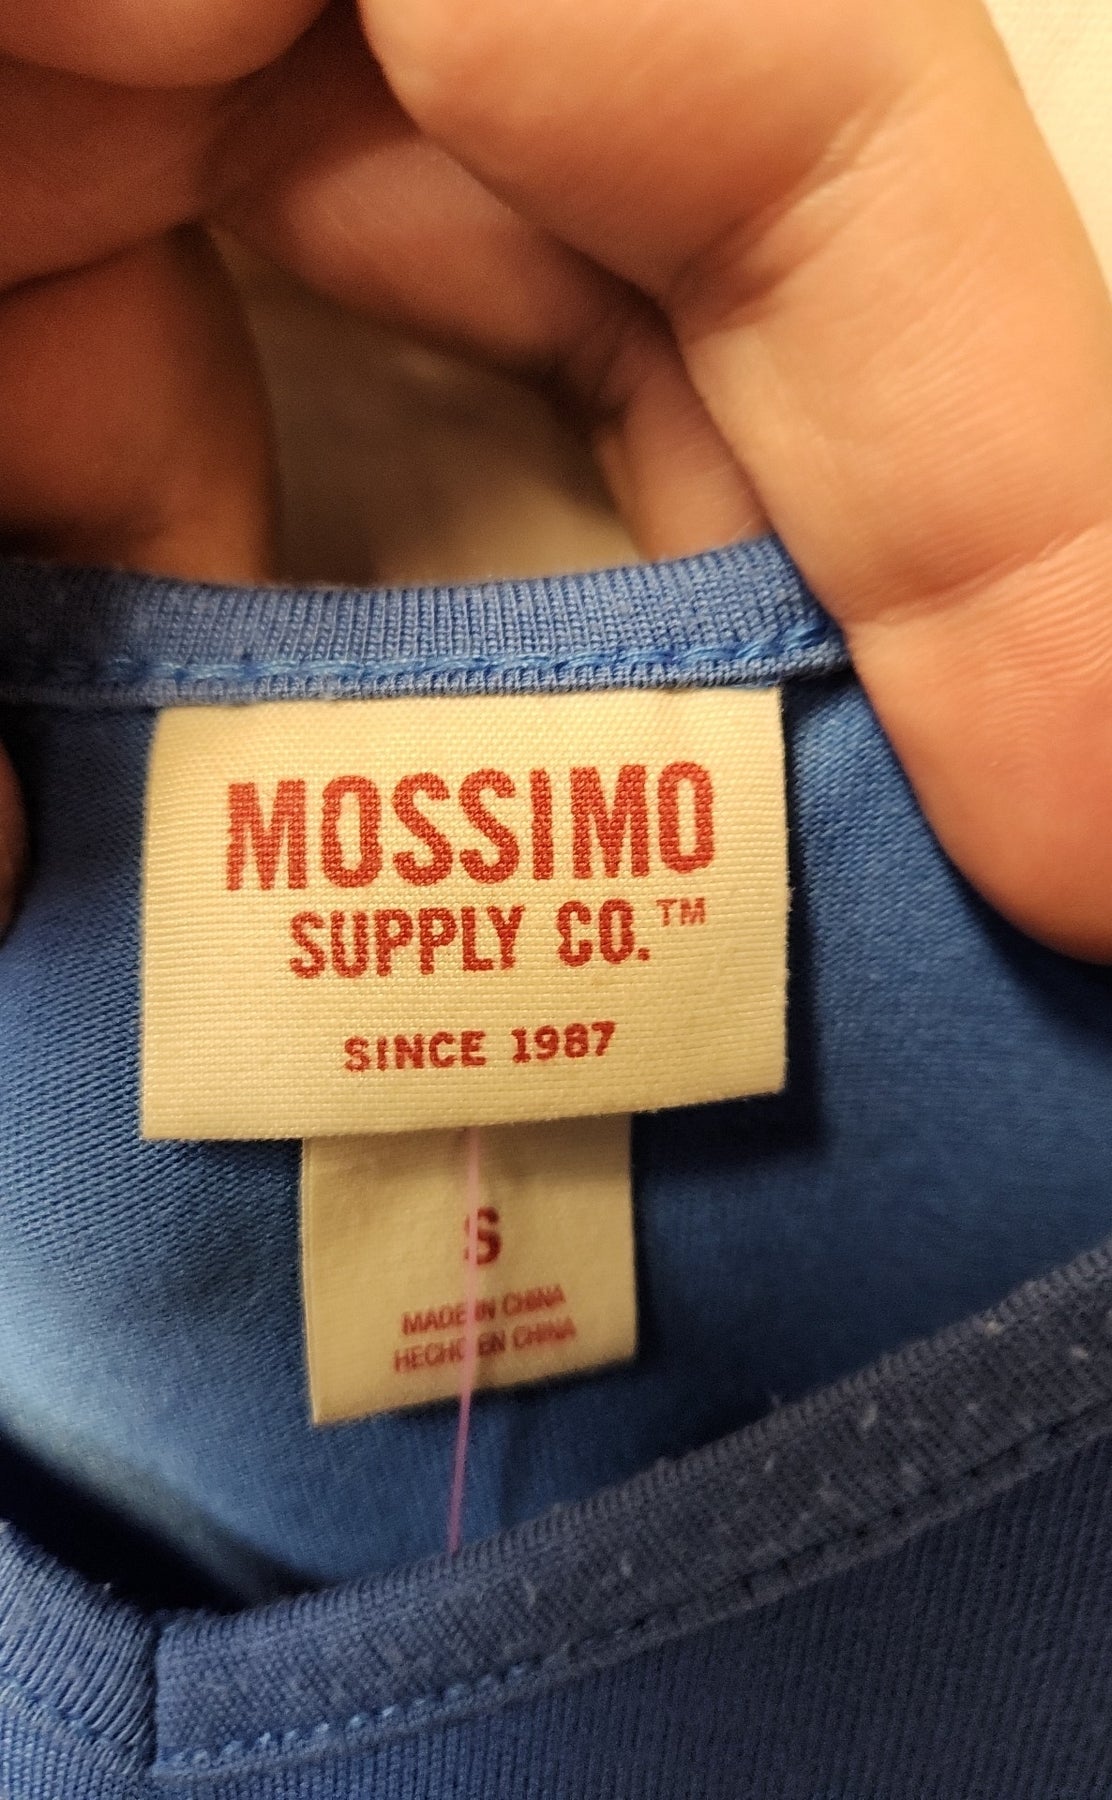 MOSSIMO
SUPPLY CO.™
SINCE 1987
S
MADE IN CHINA
HECHO EN CHINA